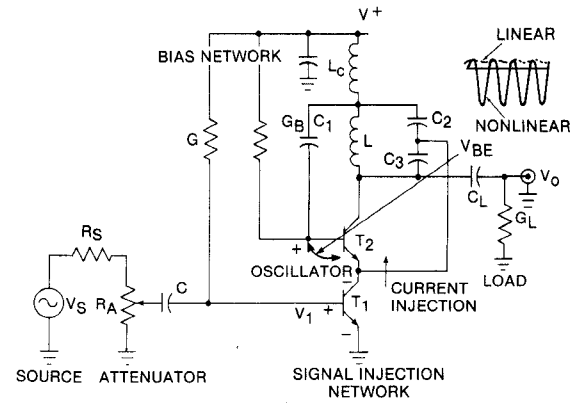 V+
BIAS NETWORK
LC
LINEAR
NONLINEAR
G
GB
C1
L
C2
C3
VBE
CL
VO
GL
+
T2
OSCILLATOR
−
LOAD
RS
VS
RA
C
V1
+
−
T1
−
CURRENT
INJECTION
SOURCE
ATTENUATOR
SIGNAL INJECTION
NETWORK